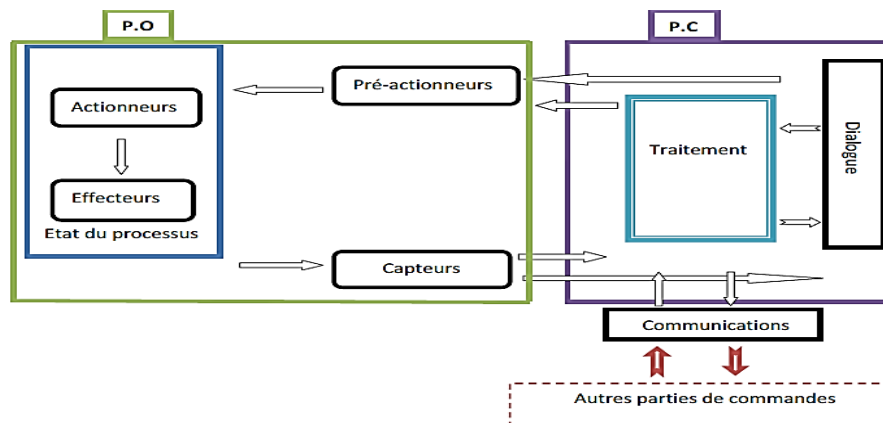 P.O
P.C
Pré-actionneurs
Actionneurs
Traitement
Dialogue
Effecteurs
Etat du processus
Capteurs
Communications
Autres parties de commandes